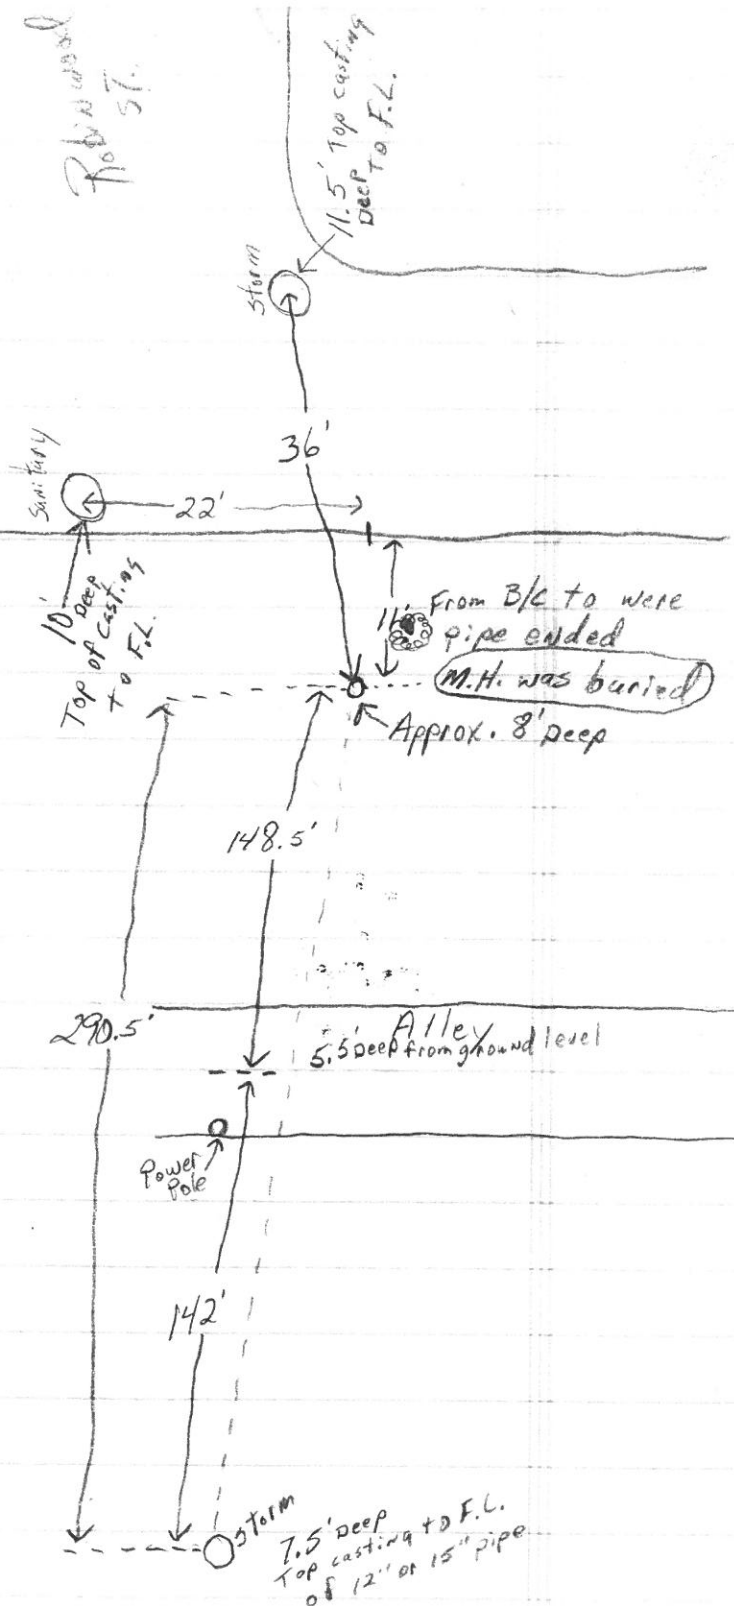 Robinwood
ST.
11.5' Top casting
Deep to F.L.
Storm
36'
Sanitary
22'
10' Deep
Top of casting
to F.L.
11' From B/C to were
pipe ended
M.H. was buried
Approx. 8' Deep
148.5'
290.5'
Alley
5.5' Deep from ground level
Power
Pole
142'
Storm
7.5' Deep
Top casting to F.L.
of 12" or 15" pipe